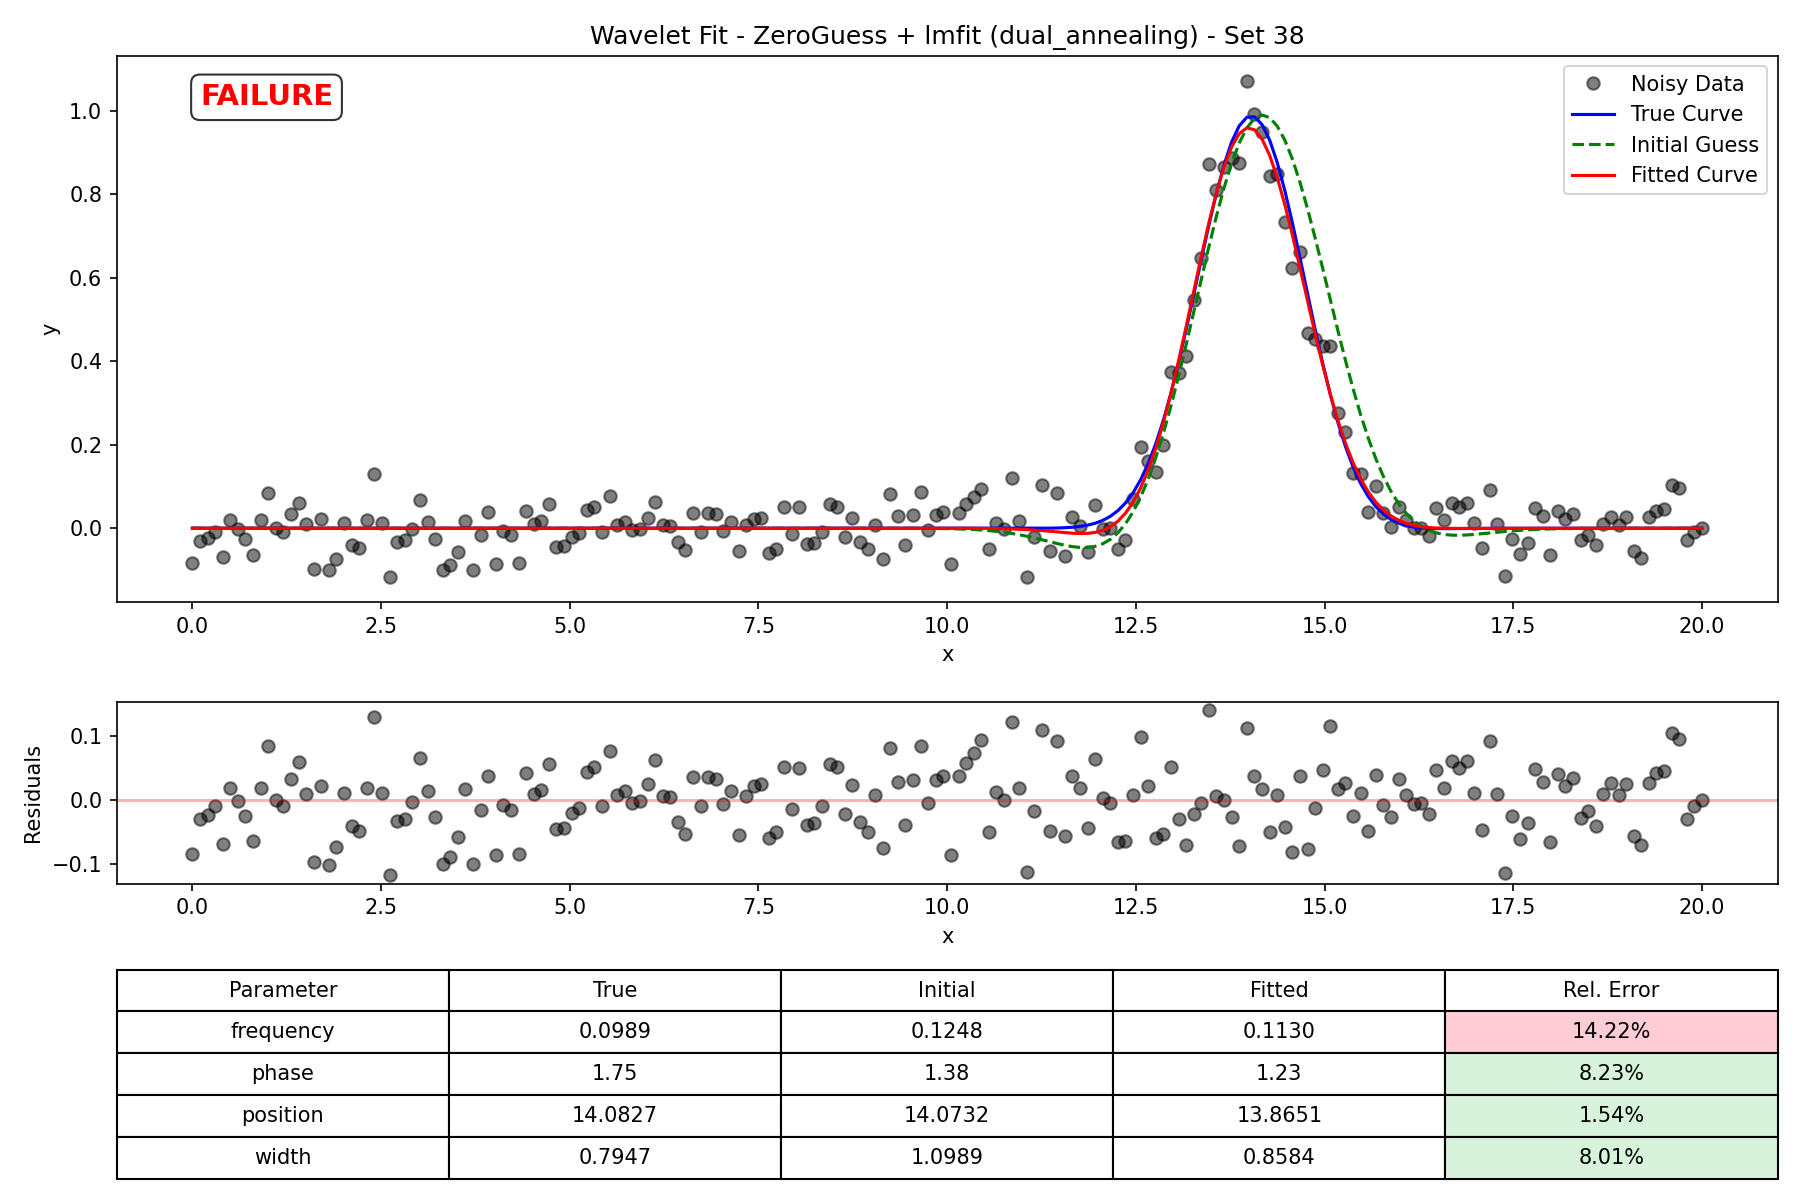 Wavelet Fit - ZeroGuess + lmfit (dual_annealing) - Set 38
FAILURE
Noisy Data
True Curve
Initial Guess
Fitted Curve
y
1.0
0.8
0.6
0.4
0.2
0.0
0.0 2.5 5.0 7.5 10.0 12.5 15.0 17.5 20.0
x
Residuals
0.1
0.0
−0.1
0.0 2.5 5.0 7.5 10.0 12.5 15.0 17.5 20.0
x
Parameter True Initial Fitted Rel. Error
frequency 0.0989 0.1248 0.1130 14.22%
phase 1.75 1.38 1.23 8.23%
position 14.0827 14.0732 13.8651 1.54%
width 0.7947 1.0989 0.8584 8.01%